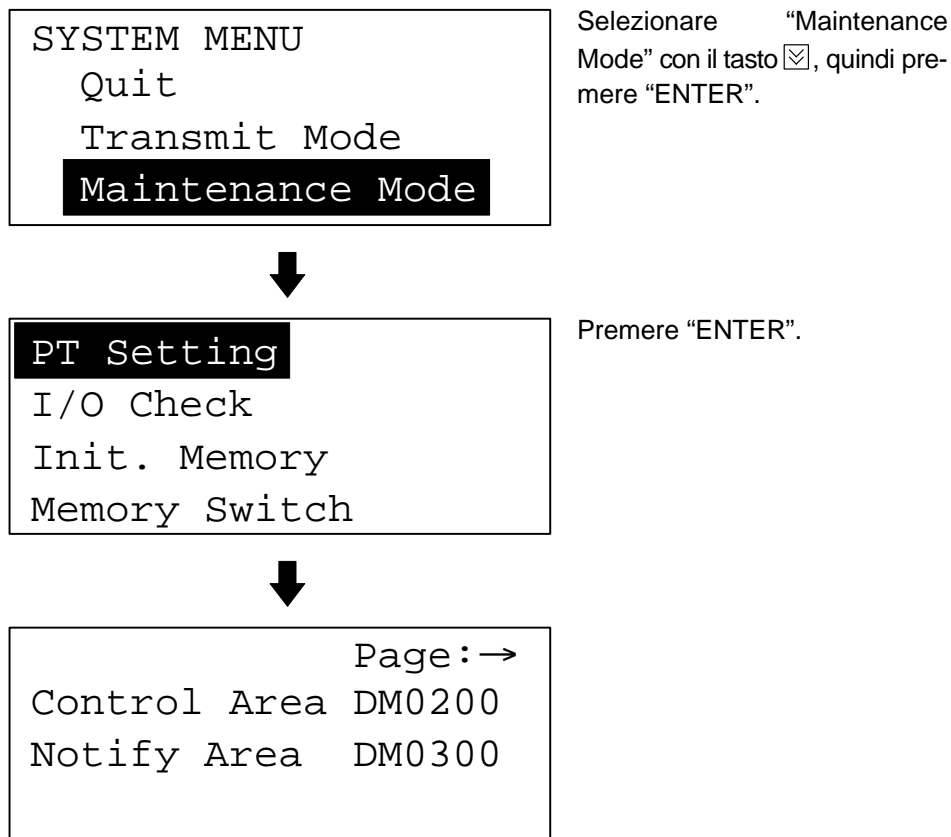 SYSTEM MENU
Quit
Transmit Mode
Maintenance Mode
Selezionare “Maintenance
Mode” con il tasto , quindi pre-
mere “ENTER”.
PT Setting
I/O Check
Init. Memory
Memory Switch
Premere “ENTER”.
Page:→
Control Area DM0200
Notify Area DM0300